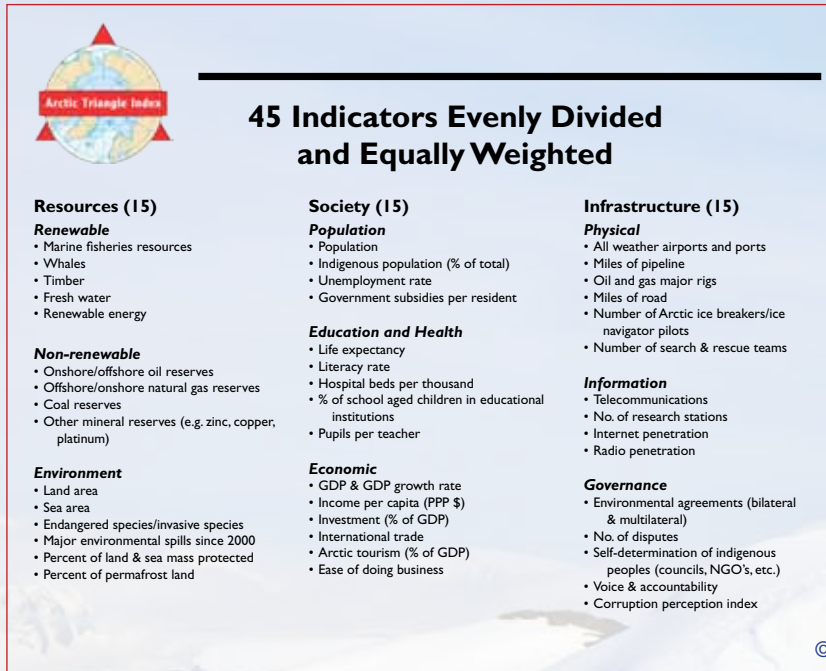 Arctic Triangle Index
45 Indicators Evenly Divided
and Equally Weighted
Resources (15)
Renewable
• Marine fisheries resources
• Whales
• Timber
• Fresh water
• Renewable energy
Non-renewable
• Onshore/offshore oil reserves
• Offshore/onshore natural gas reserves
• Coal reserves
• Other mineral reserves (e.g. zinc, copper,
platinum)
Environment
• Land area
• Sea area
• Endangered species/invasive species
• Major environmental spills since 2000
• Percent of land & sea mass protected
• Percent of permafrost land
Society (15)
Population
• Population
• Indigenous population (% of total)
• Unemployment rate
• Government subsidies per resident
Education and Health
• Life expectancy
• Literacy rate
• Hospital beds per thousand
• % of school aged children in educational
institutions
• Pupils per teacher
Economic
• GDP & GDP growth rate
• Income per capita (PPP $)
• Investment (% of GDP)
• International trade
• Arctic tourism (% of GDP)
• Ease of doing business
Infrastructure (15)
Physical
• All weather airports and ports
• Miles of pipeline
• Oil and gas major rigs
• Miles of road
• Number of Arctic ice breakers/ice
navigator pilots
• Number of search & rescue teams
Information
• Telecommunications
• No. of research stations
• Internet penetration
• Radio penetration
Governance
• Environmental agreements (bilateral
& multilateral)
• No. of disputes
• Self-determination of indigenous
peoples (councils, NGO's, etc.)
• Voice & accountability
• Corruption perception index
©